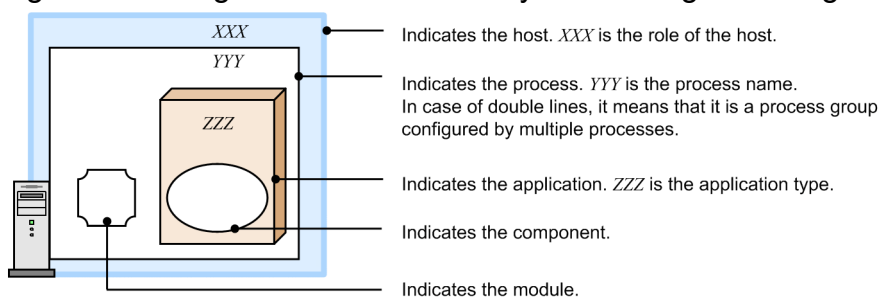 XXX
Indicates the host. XXX is the role of the host.
YYY
Indicates the process. YYY is the process name.
In case of double lines, it means that it is a process group
configured by multiple processes.
ZZZ
Indicates the application. ZZZ is the application type.
Indicates the component.
Indicates the module.